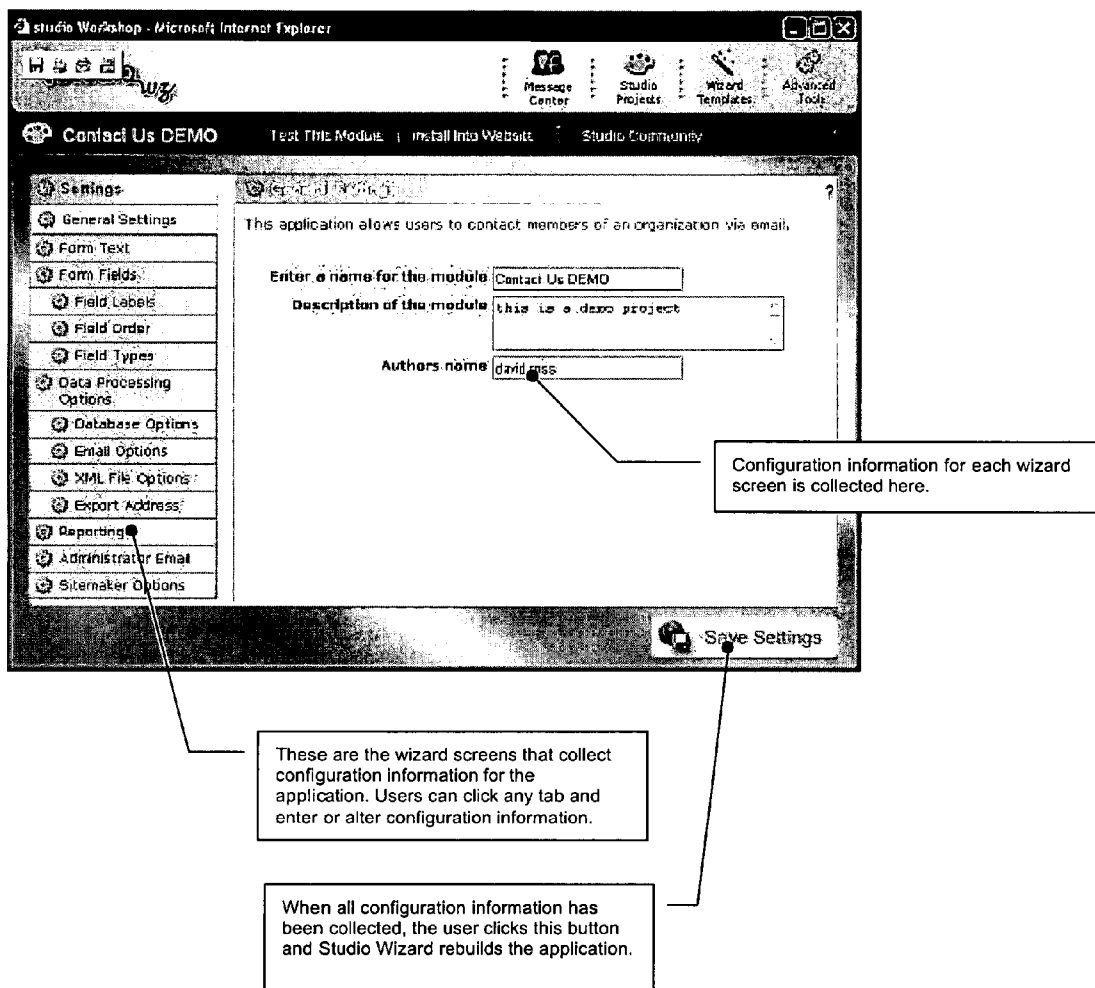 studio Workshop - Microsoft Internet Explorer
wz
Message Center
Studio Projects
Wizard Templates
Advanced Tools
Contact Us DEMO
Test This Module
Install Into Website
Studio Community
Settings
General Settings
?
General Settings
This application allows users to contact members of an organization via email.
Form Text
Form Fields
Enter a name for the module
Contact Us DEMO
Field Labels
Description of the module
this is a demo project
Field Order
Field Types
Authors name
david ross
Data Processing
Options
Database Options
Email Options
XML File Options
Export Address
Reporting
Administrator Email
Sitemaker Options
Configuration information for each wizard
screen is collected here.
Save Settings
These are the wizard screens that collect
configuration information for the
application. Users can click any tab and
enter or alter configuration information.
When all configuration information has
been collected, the user clicks this button
and Studio Wizard rebuilds the application.